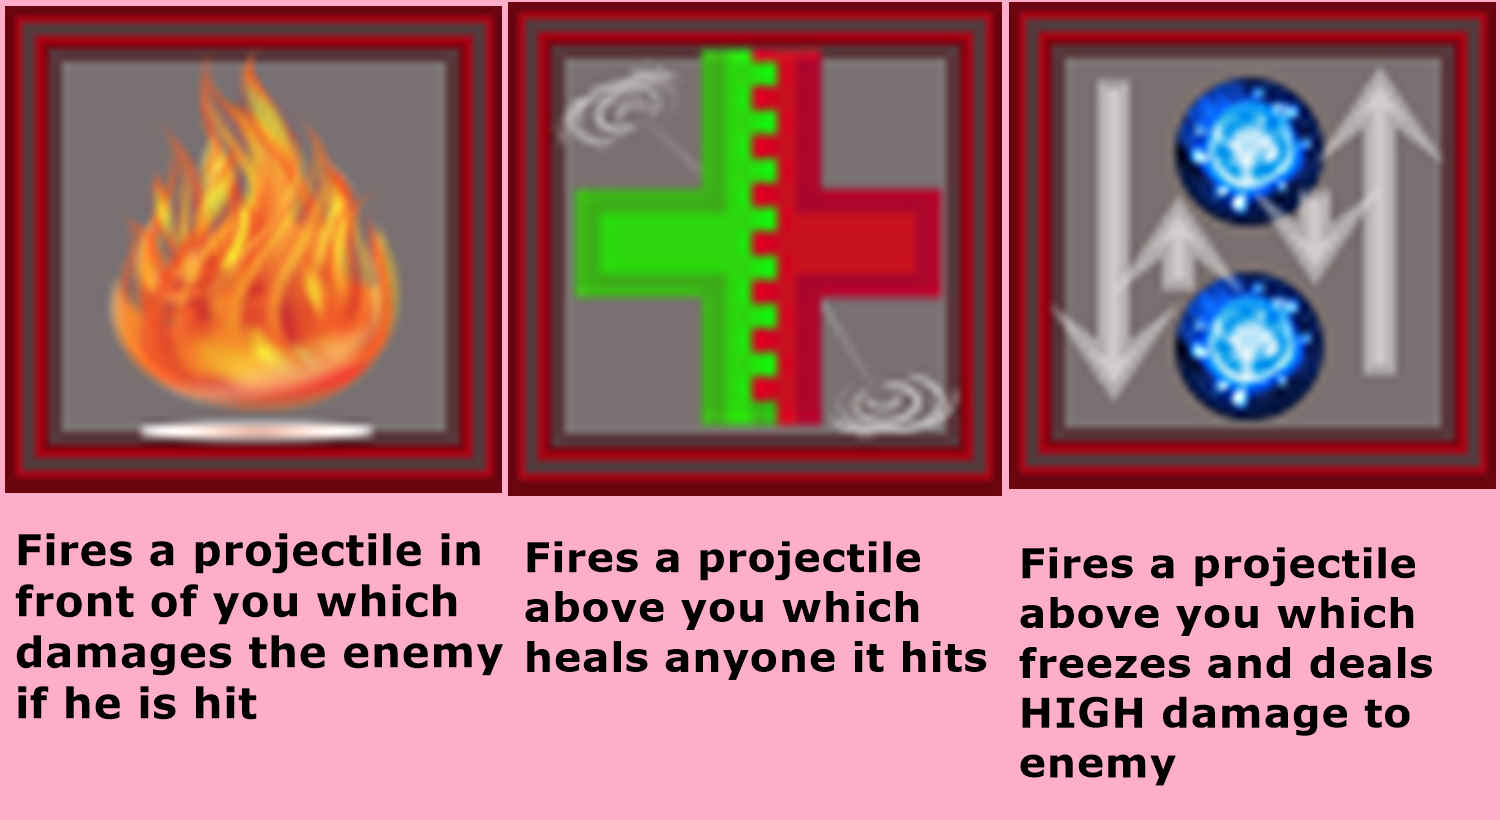 Fires a projectile in
front of you which
damages the enemy
if he is hit
Fires a projectile
above you which
heals anyone it hits
Fires a projectile
above you which
freezes and deals
HIGH damage to
enemy